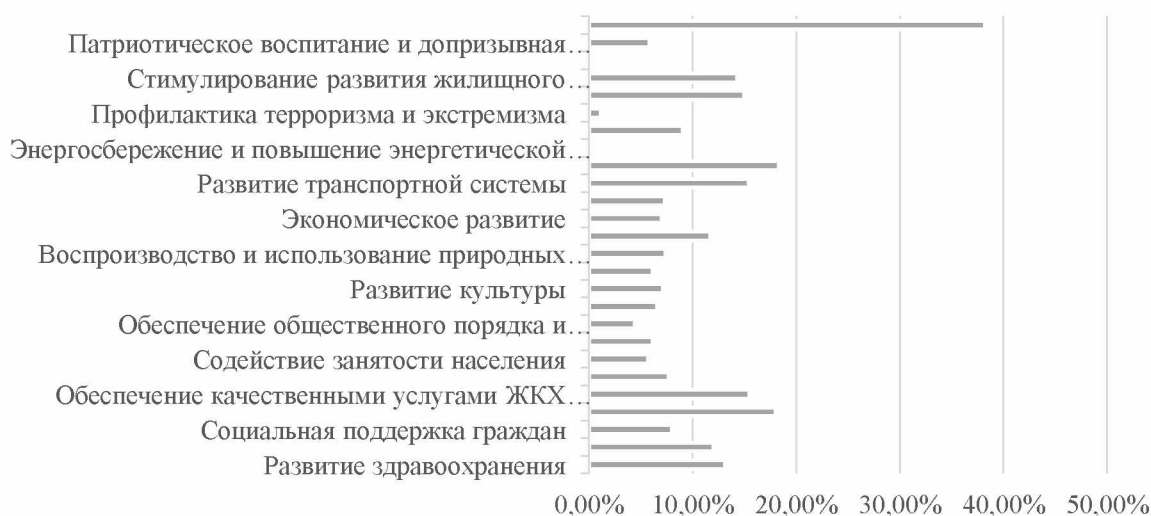 Патриотическое воспитание и допризывная…
Стимулирование развития жилищного…
Профилактика терроризма и экстремизма
Энергосбережение и повышение энергетической…
Развитие транспортной системы
Экономическое развитие
Воспроизводство и использование природных…
Развитие культуры
Обеспечение общественного порядка и…
Содействие занятости населения
Обеспечение качественными услугами ЖКХ…
Социальная поддержка граждан
Развитие здравоохранения
0,00% 10,00% 20,00% 30,00% 40,00% 50,00%